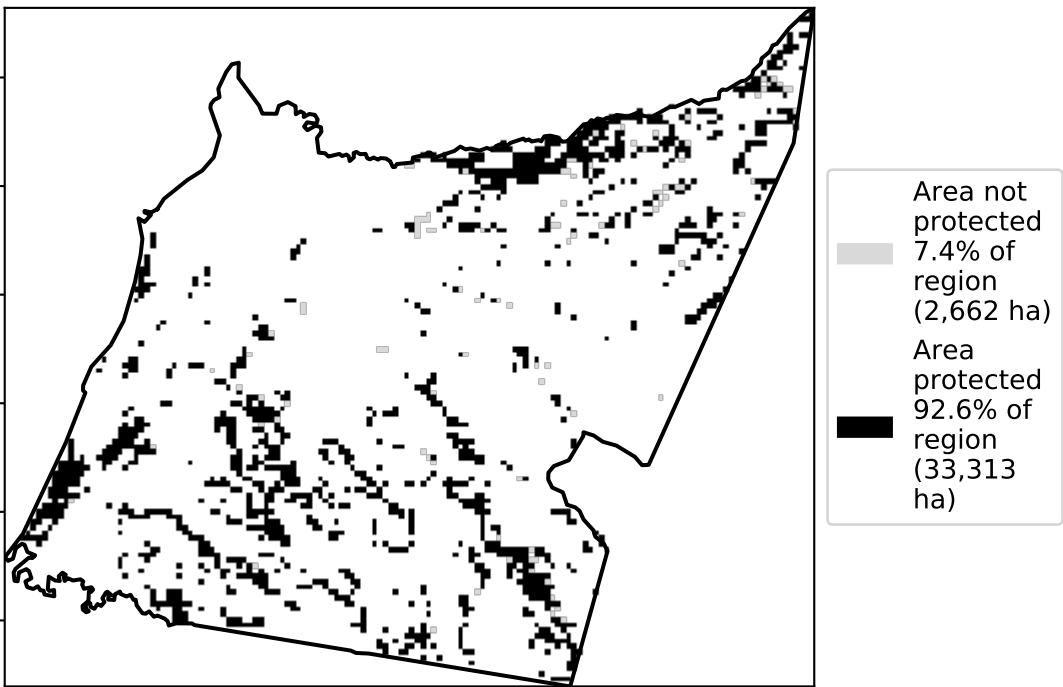 Area not
protected
7.4% of
region
(2,662 ha)
Area
protected
92.6% of
region
(33,313
ha)